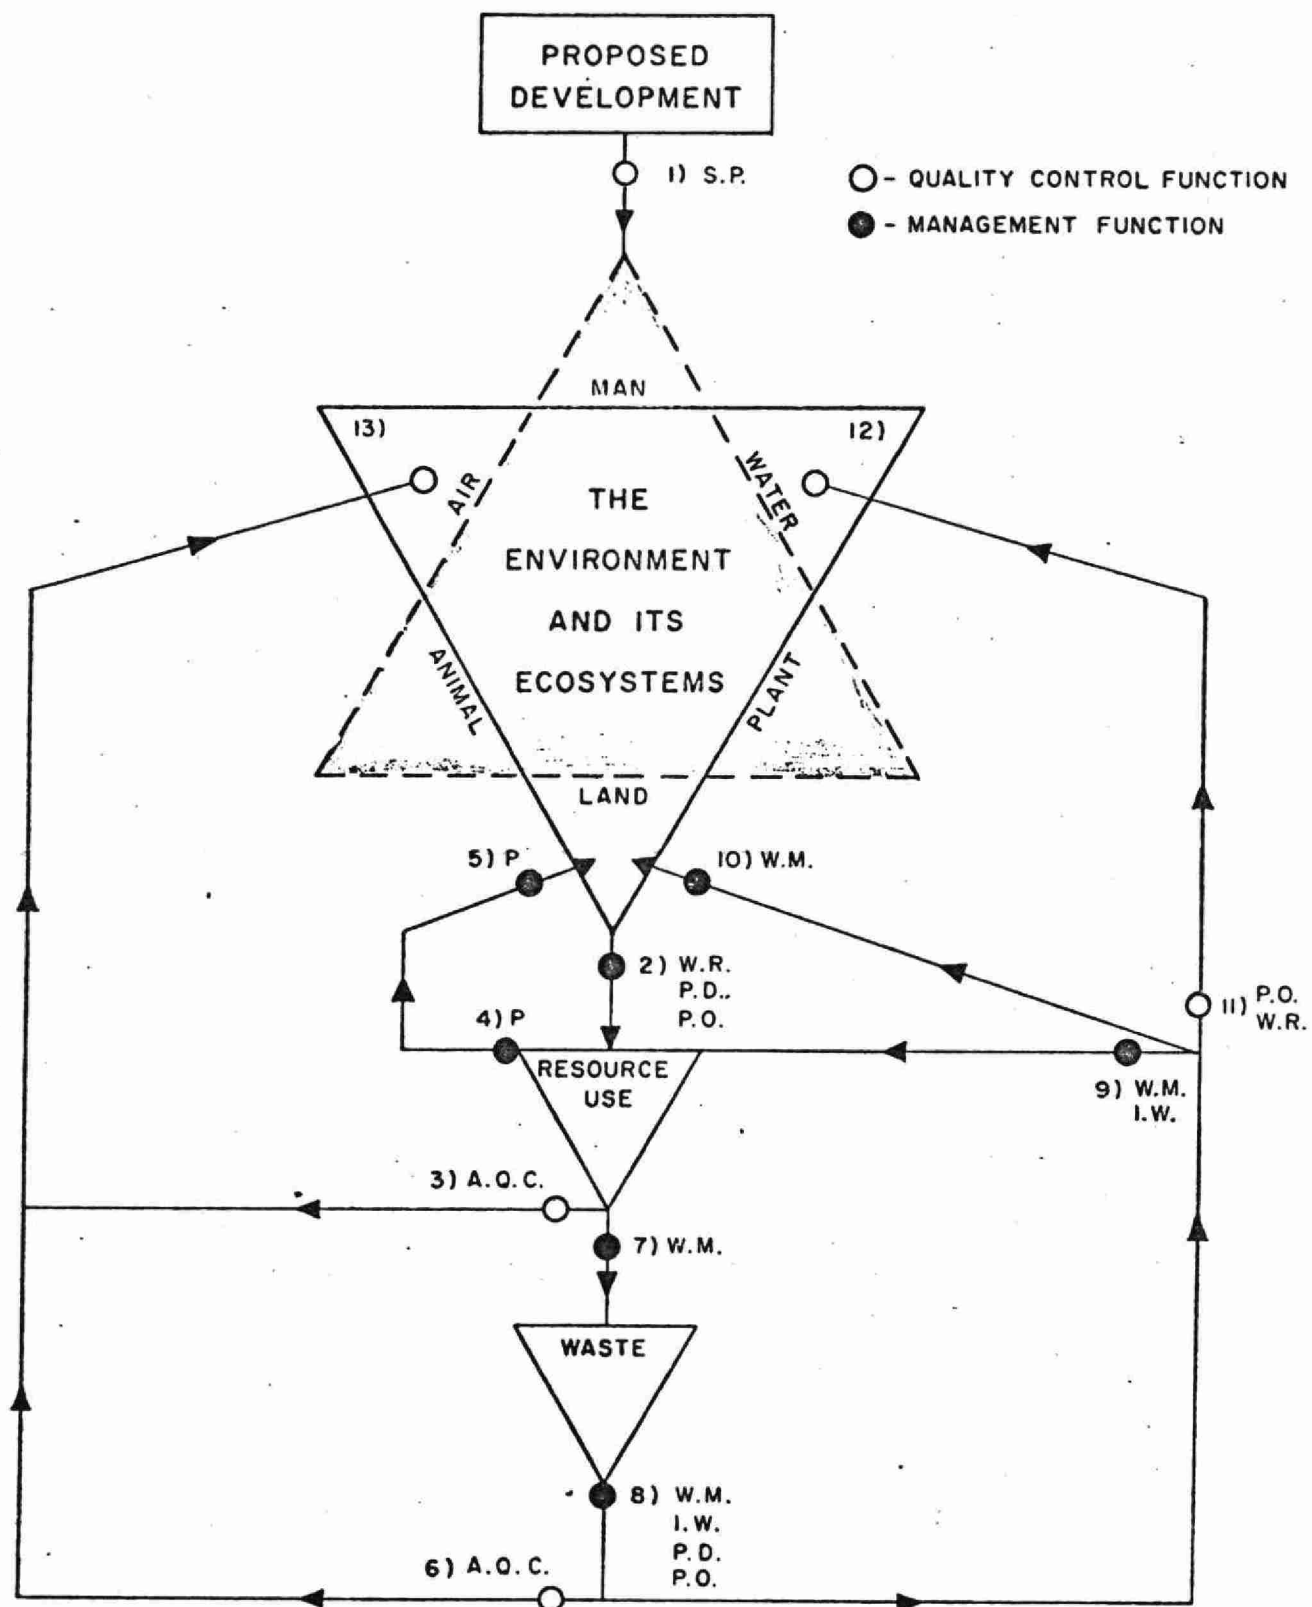 PROPOSED
DEVELOPMENT
1) S.P.
O - QUALITY CONTROL FUNCTION
● - MANAGEMENT FUNCTION
MAN
13)
12)
AIR
WATER
THE
ENVIRONMENT
AND ITS
ECOSYSTEMS
ANIMAL
PLANT
LAND
5) P
10) W.M.
2) W.R.
P.D..
P.O.
4) P
RESOURCE
USE
11) P.O.
W.R.
9) W.M.
I.W.
3) A.Q.C.
7) W.M.
WASTE
8) W.M.
I.W.
P.D.
P.O.
6) A.Q.C.